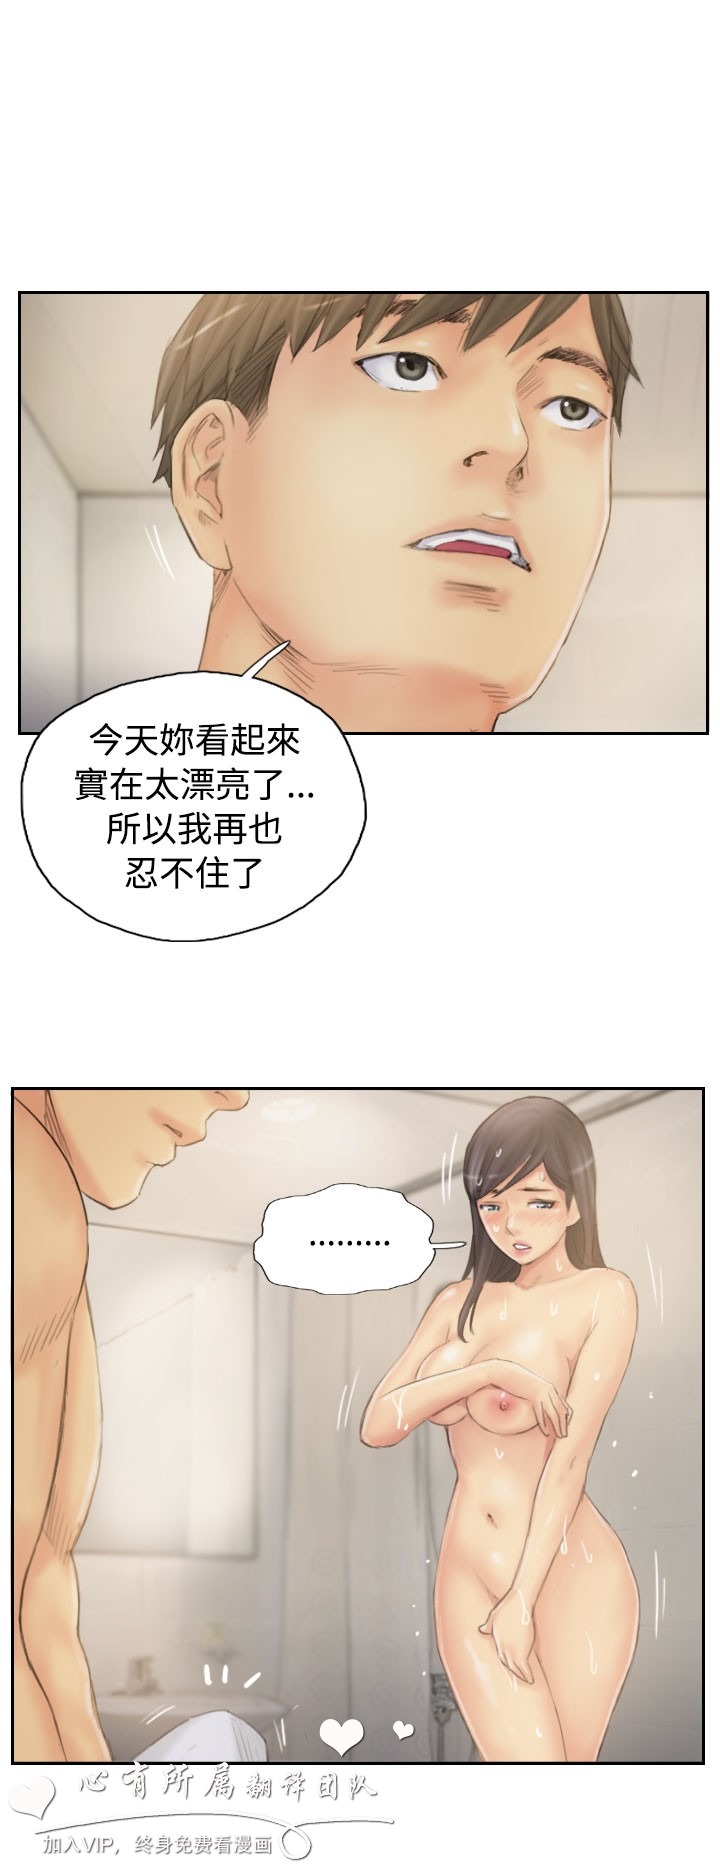 今天妳看起來
實在太漂亮了...
所以我再也
忍不住了
.........
心有所属翻译团队
加入VIP，终身免费看漫画